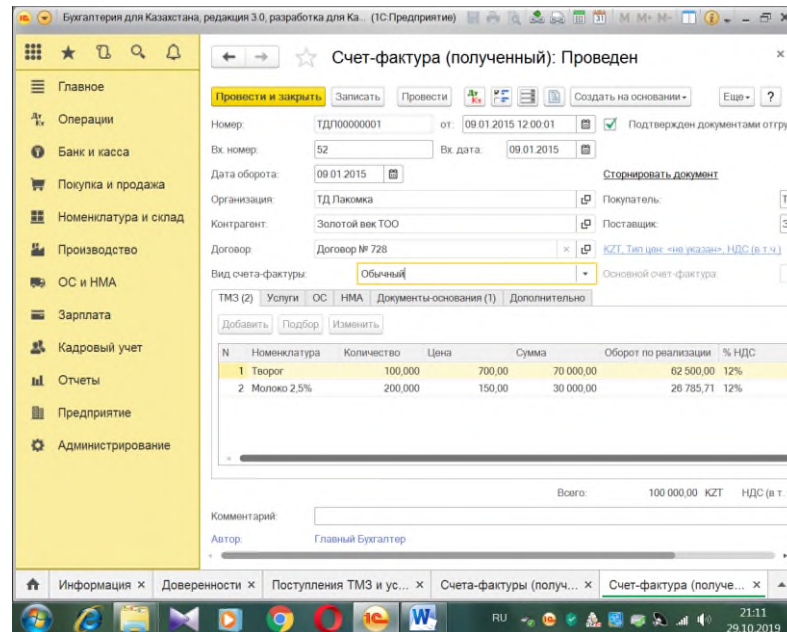 Бухгалтерия для Казахстана, редакция 3.0, разработка для Ка... (1С:Предприятие) M M+ M-
Главное
Операции
Банк и касса
Покупка и продажа
Номенклатура и склад
Производство
ОС и НМА
Зарплата
Кадровый учет
Отчеты
Предприятие
Администрирование
Счет-фактура (полученный): Проведен
Провести и закрыть Записать Провести Создать на основании Еще ?
Номер: ТДЛ00000001 от: 09.01.2015 12:00:01 Подтвержден документами отгру
Вх. номер: 52 Вх. дата: 09.01.2015
Дата оборота: 09.01.2015 Сторнировать документ
Организация: ТД Лакомка Покупатель: Т
Контрагент: Золотой век ТОО Поставщик: З
Договор: Договор № 728 KZT, Тип цен: <не указан>, НДС (в т.ч.)
Вид счета-фактуры: Обычный Основной счет-фактура:
ТМЗ (2) Услуги ОС НМА Документы-основания (1) Дополнительно
Добавить Подбор Изменить
N Номенклатура Количество Цена Сумма Оборот по реализации % НДС
1 Творог 100,000 700,00 70 000,00 62 500,00 12%
2 Молоко 2,5% 200,000 150,00 30 000,00 26 785,71 12%
Всего: 100 000,00 KZT НДС (в т.
Комментарий:
Автор: Главный Бухгалтер
Информация × Доверенности × Поступления ТМЗ и ус... × Счета-фактуры (получ... × Счет-фактура (получе... ×
RU 21:11
29.10.2019